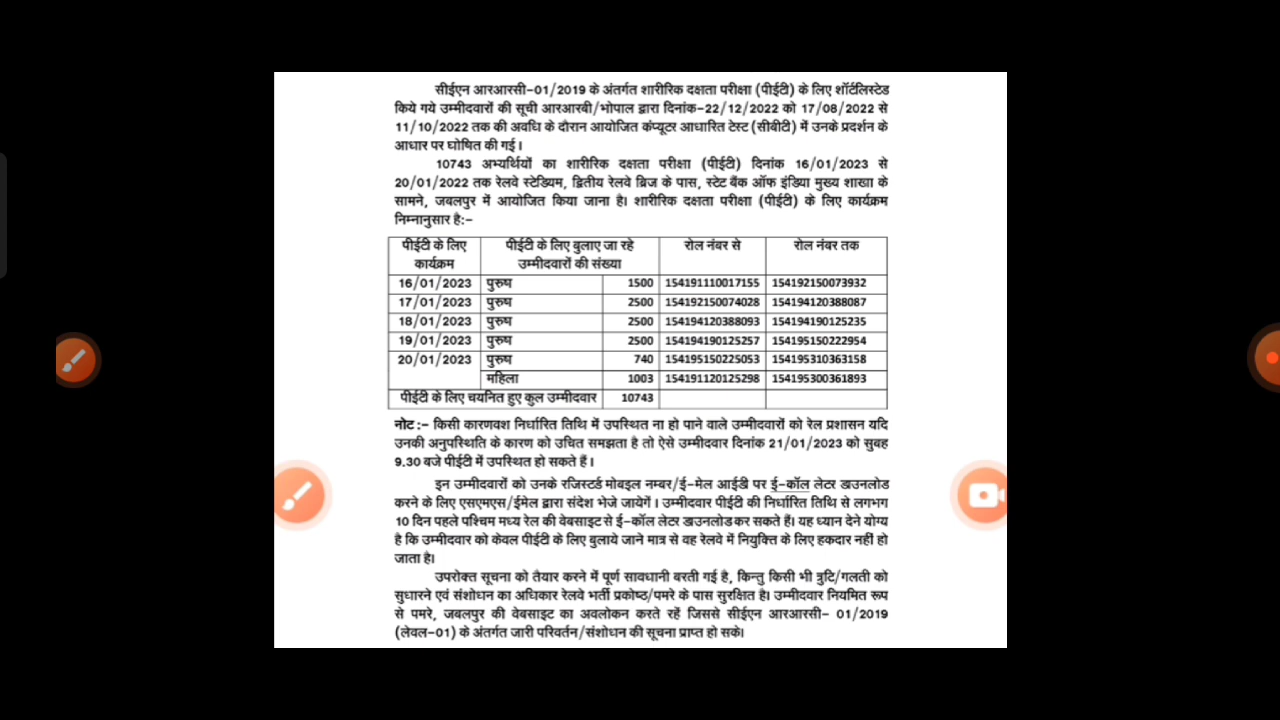 सीईएन आरआरसी-01/2019 के अंतर्गत शारीरिक दक्षता परीक्षा (पीईटी) के लिए शॉर्टलिस्टेड
किये गये उम्मीदवारों की सूची आरआरबी/भोपाल द्वारा दिनांक-22/12/2022 को 17/08/2022 से
11/10/2022 तक की अवधि के दौरान आयोजित कंप्यूटर आधारित टेस्ट (सीबीटी) में उनके प्रदर्शन के
आधार पर घोषित की गई।
10743 अभ्यर्थियों का शारीरिक दक्षता परीक्षा (पीईटी) दिनांक 16/01/2023 से
20/01/2022 तक रेलवे स्टेडियम, द्वितीय रेलवे ब्रिज के पास, स्टेट बैंक ऑफ इंडिया मुख्य शाखा के
सामने, जबलपुर में आयोजित किया जाना है। शारीरिक दक्षता परीक्षा (पीईटी) के लिए कार्यक्रम
निम्नानुसार है:-
पीईटी के लिए पीईटी के लिए बुलाए जा रहे रोल नंबर से रोल नंबर तक
कार्यक्रम उम्मीदवारों की संख्या
16/01/2023 पुरुष 1500 154191110017155 154192150073932
17/01/2023 पुरुष 2500 154192150074028 154194120388087
18/01/2023 पुरुष 2500 154194120388093 154194190125235
19/01/2023 पुरुष 2500 154194190125257 154195150222954
20/01/2023 पुरुष 740 154195150225053 154195310363158
महिला 1003 154191120125298 154195300361893
पीईटी के लिए चयनित हुए कुल उम्मीदवार 10743
नोट:- किसी कारणवश निर्धारित तिथि में उपस्थित ना हो पाने वाले उम्मीदवारों को रेल प्रशासन यदि
उनकी अनुपस्थिति के कारण को उचित समझता है तो ऐसे उम्मीदवार दिनांक 21/01/2023 को सुबह
9.30 बजे पीईटी में उपस्थित हो सकते हैं।
इन उम्मीदवारों को उनके रजिस्टर्ड मोबइल नम्बर/ई-मेल आईडी पर ई-कॉल लेटर डाउनलोड
करने के लिए एसएमएस/ईमेल द्वारा संदेश भेजे जायेगें। उम्मीदवार पीईटी की निर्धारित तिथि से लगभग
10 दिन पहले पश्चिम मध्य रेल की वेबसाइट से ई-कॉल लेटर डाउनलोड कर सकते हैं। यह ध्यान देने योग्य
है कि उम्मीदवार को केवल पीईटी के लिए बुलाये जाने मात्र से वह रेलवे में नियुक्ति के लिए हकदार नहीं हो
जाता है।
उपरोक्त सूचना को तैयार करने में पूर्ण सावधानी बरती गई है, किन्तु किसी भी त्रुटि/गलती को
सुधारने एवं संशोधन का अधिकार रेलवे भर्ती प्रकोष्ठ/पमरे के पास सुरक्षित है। उम्मीदवार नियमित रूप
से पमरे, जबलपुर की वेबसाइट का अवलोकन करते रहें जिससे सीईएन आरआरसी- 01/2019
(लेवल-01) के अंतर्गत जारी परिवर्तन/संशोधन की सूचना प्राप्त हो सके।